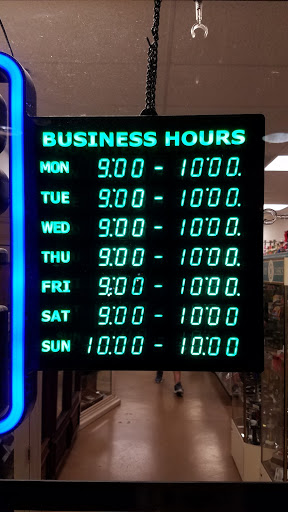 BUSINESS HOURS
MON 9:00 - 10:00.
TUE 9:00 - 10:00.
WED 9:00 - 10:00.
THU 9:00 - 10:00.
FRI 9:00 - 10:00.
SAT 9:00 - 10:00
SUN 10:00 - 10:00